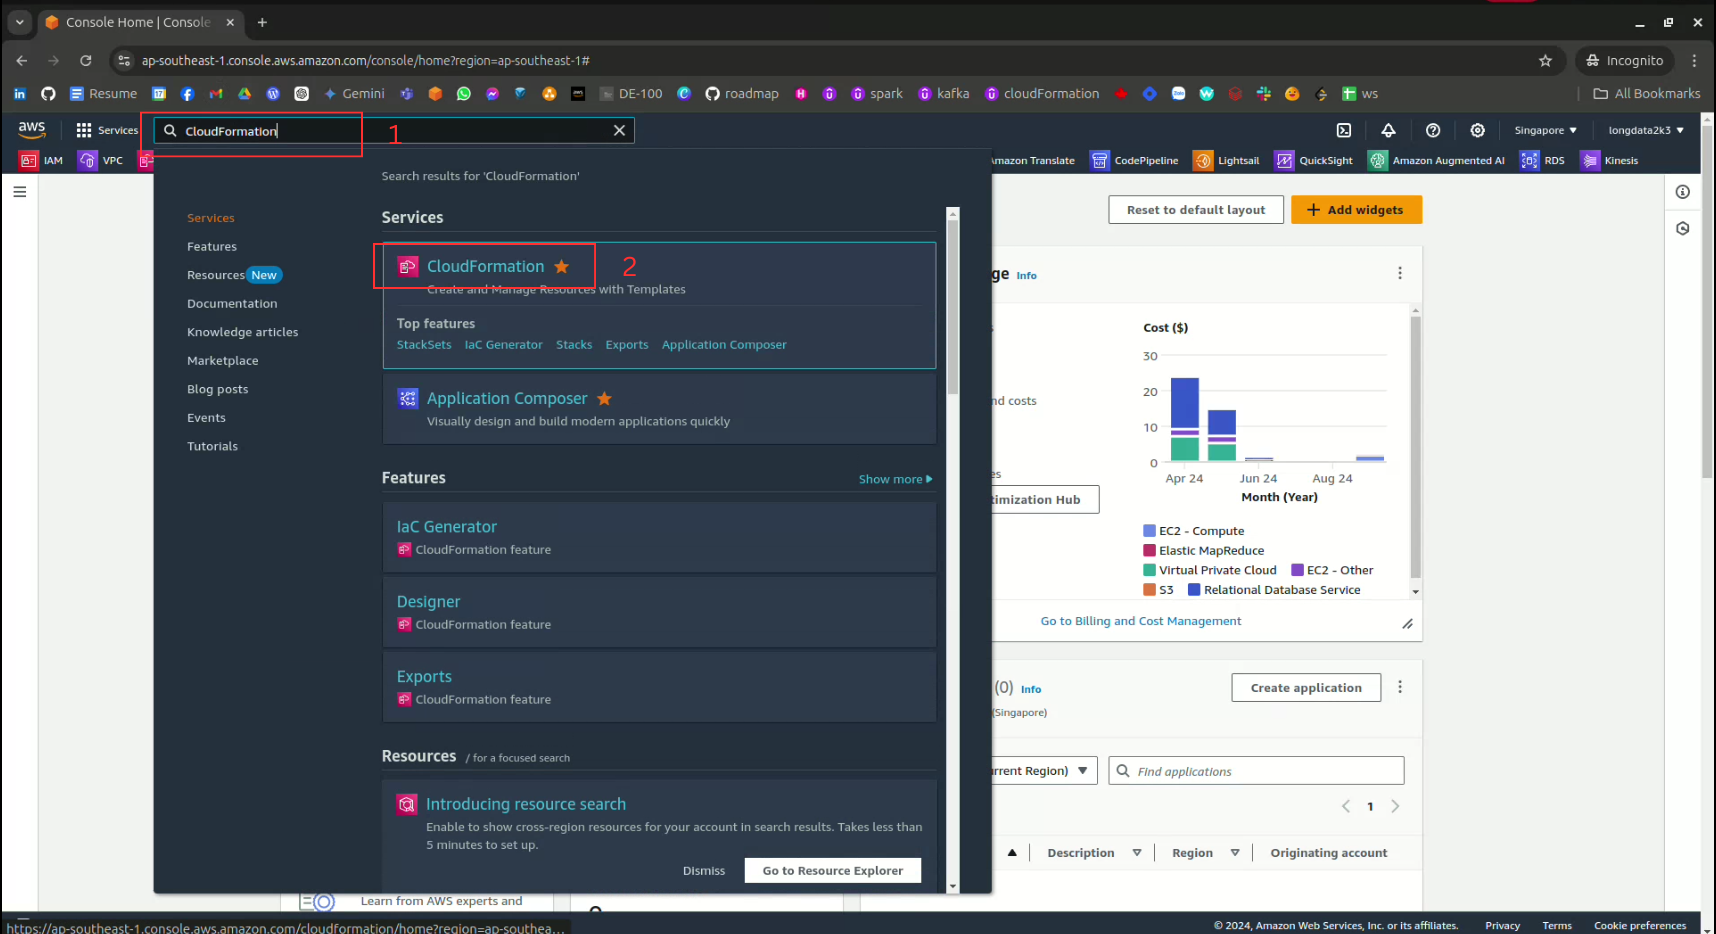 Console Home | Console
ap-southeast-1.console.aws.amazon.com/console/home?region=ap-southeast-1#
Incognito
Resume
Gemini
DE-100
roadmap
spark
kafka
cloudFormation
ws
All Bookmarks
aws
Services
CloudFormation
1
Singapore
longdata2k3
IAM
VPC
Amazon Translate
CodePipeline
Lightsail
QuickSight
Amazon Augmented AI
RDS
Kinesis
Search results for 'CloudFormation'
Services
Features
Resources New
Documentation
Knowledge articles
Marketplace
Blog posts
Events
Tutorials
Services
CloudFormation
2
Create and Manage Resources with Templates
Top features
StackSets IaC Generator Stacks Exports Application Composer
Application Composer
Visually design and build modern applications quickly
Features
Show more
IaC Generator
CloudFormation feature
Designer
CloudFormation feature
Exports
CloudFormation feature
Resources / for a focused search
Introducing resource search
Enable to show cross-region resources for your account in search results. Takes less than
5 minutes to set up.
Dismiss
Go to Resource Explorer
Reset to default layout
Add widgets
ge Info
nd costs
es
timization Hub
Cost ($)
30
20
10
0
Apr 24 Jun 24 Aug 24
Month (Year)
EC2 - Compute
Elastic MapReduce
Virtual Private Cloud EC2 - Other
S3 Relational Database Service
Go to Billing and Cost Management
(0) Info
(Singapore)
Create application
urrent Region)
Find applications
1
Description Region Originating account
Learn from AWS experts and
https://ap-southeast-1.console.aws.amazon.com/cloudformation/home?region=ap-southea...
© 2024, Amazon Web Services, Inc. or its affiliates. Privacy Terms Cookie preferences